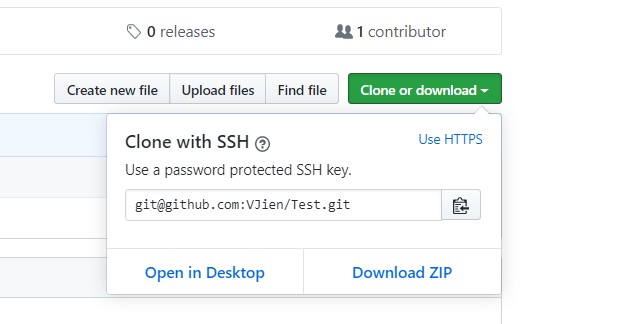 0 releases
1 contributor
Create new file
Upload files
Find file
Clone or download
Clone with SSH
Use HTTPS
Use a password protected SSH key.
git@github.com:VJien/Test.git
Open in Desktop
Download ZIP